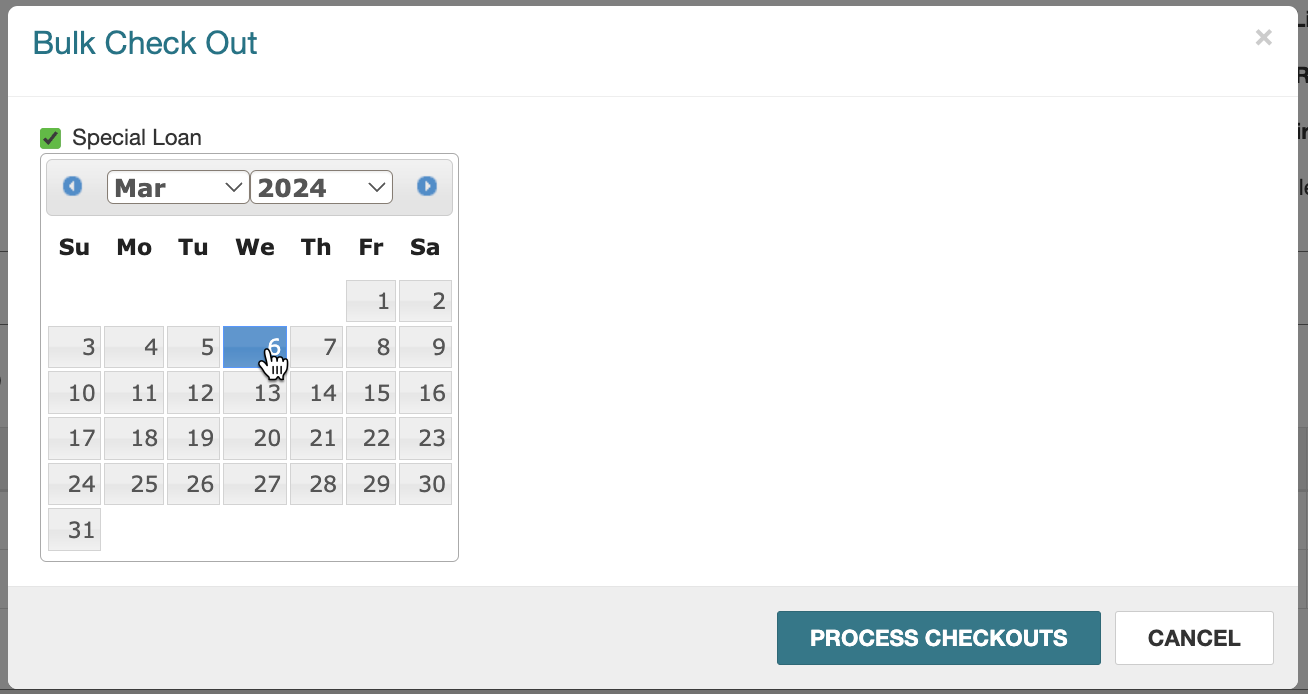 Bulk Check Out
×
Special Loan
Mar 2024
Su Mo Tu We Th Fr Sa
1 2
3 4 5 6 7 8 9
10 11 12 13 14 15 16
17 18 19 20 21 22 23
24 25 26 27 28 29 30
31
PROCESS CHECKOUTS CANCEL